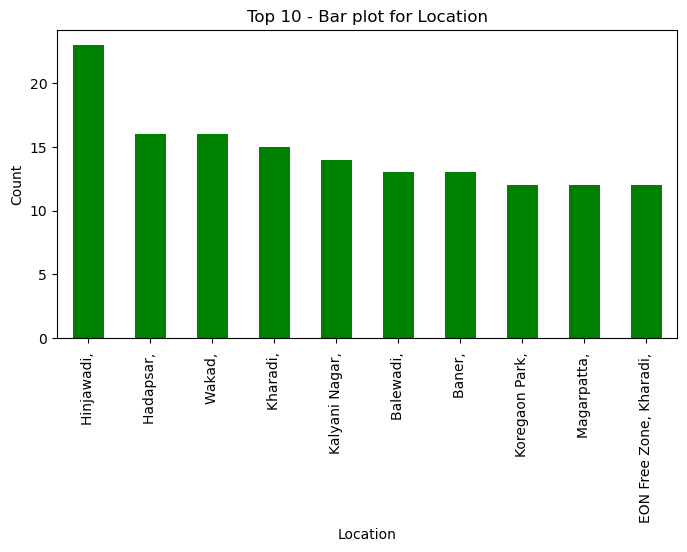 Top 10 - Bar plot for Location
Count
20
15
10
5
0
Hinjawadi,
Hadapsar,
Wakad,
Kharadi,
Kalyani Nagar,
Balewadi,
Baner,
Koregaon Park,
Magarpatta,
EON Free Zone, Kharadi,
Location